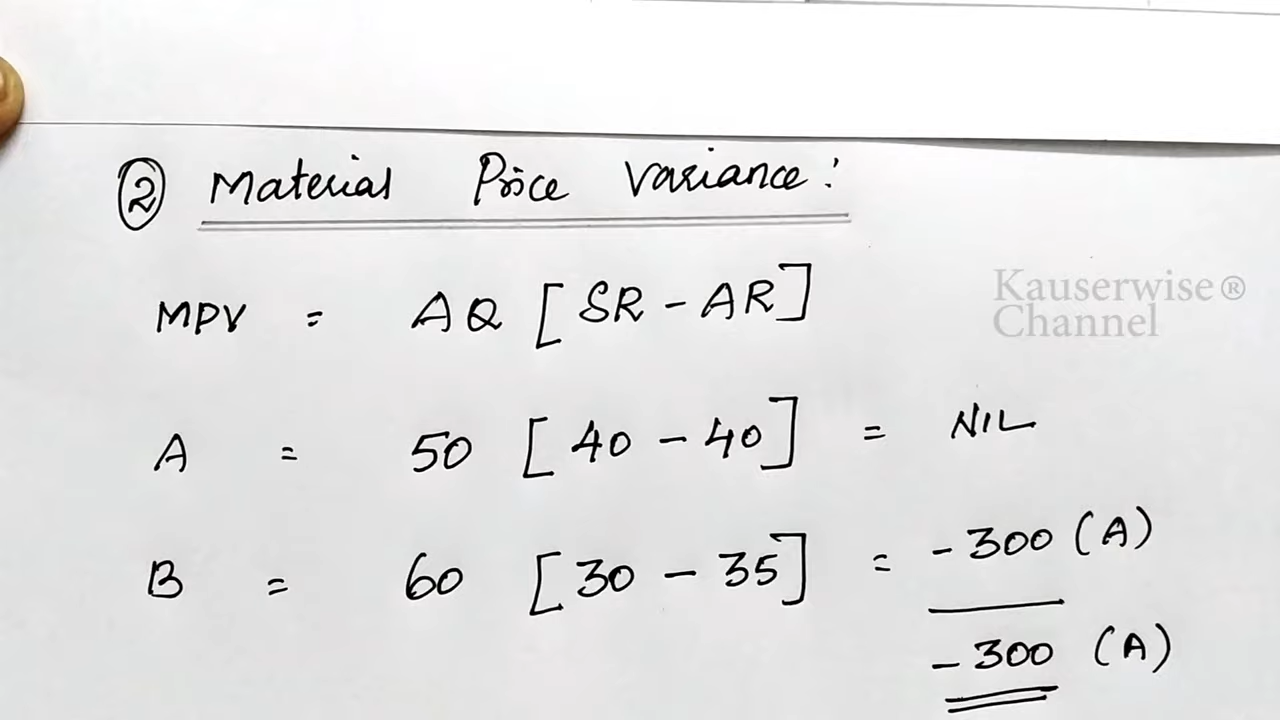 ② Material Price Variance:
MPV = AQ [SR - AR]
Kauserwise®
Channel
A = 50 [40 - 40] = NIL
B = 60 [30 - 35] = - 300 (A)
- 300 (A)